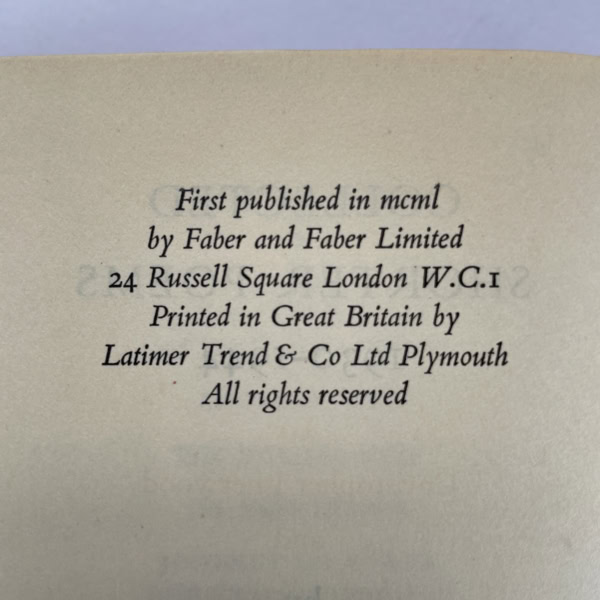 First published in mcml
by Faber and Faber Limited
24 Russell Square London W.C.1
Printed in Great Britain by
Latimer Trend & Co Ltd Plymouth
All rights reserved